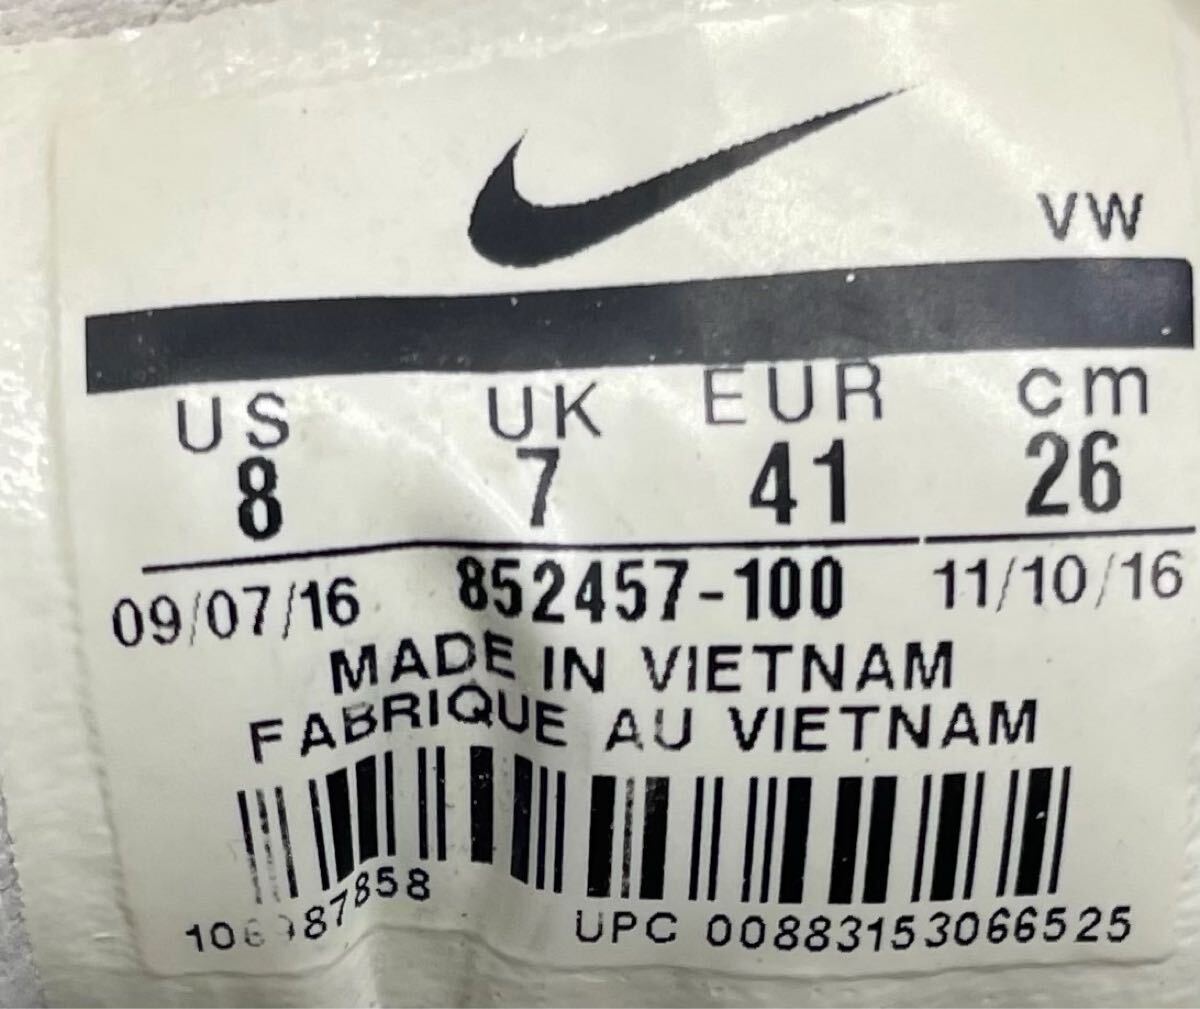 VW
US UK EUR cm
8 7 41 26
09/07/16 852457-100 11/10/16
MADE IN VIETNAM
FABRIQUE AU VIETNAM
UPC 00883153066525